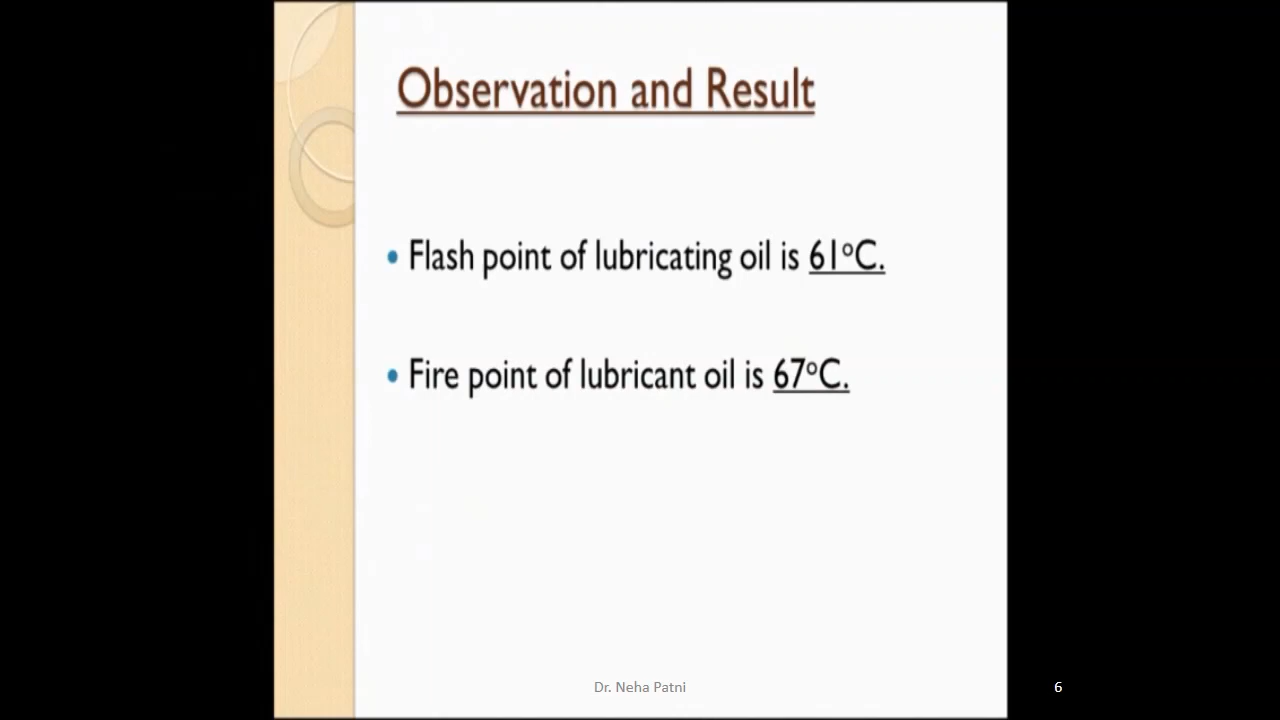 Observation and Result
• Flash point of lubricating oil is 61°C.
• Fire point of lubricant oil is 67°C.
Dr. Neha Patni
6